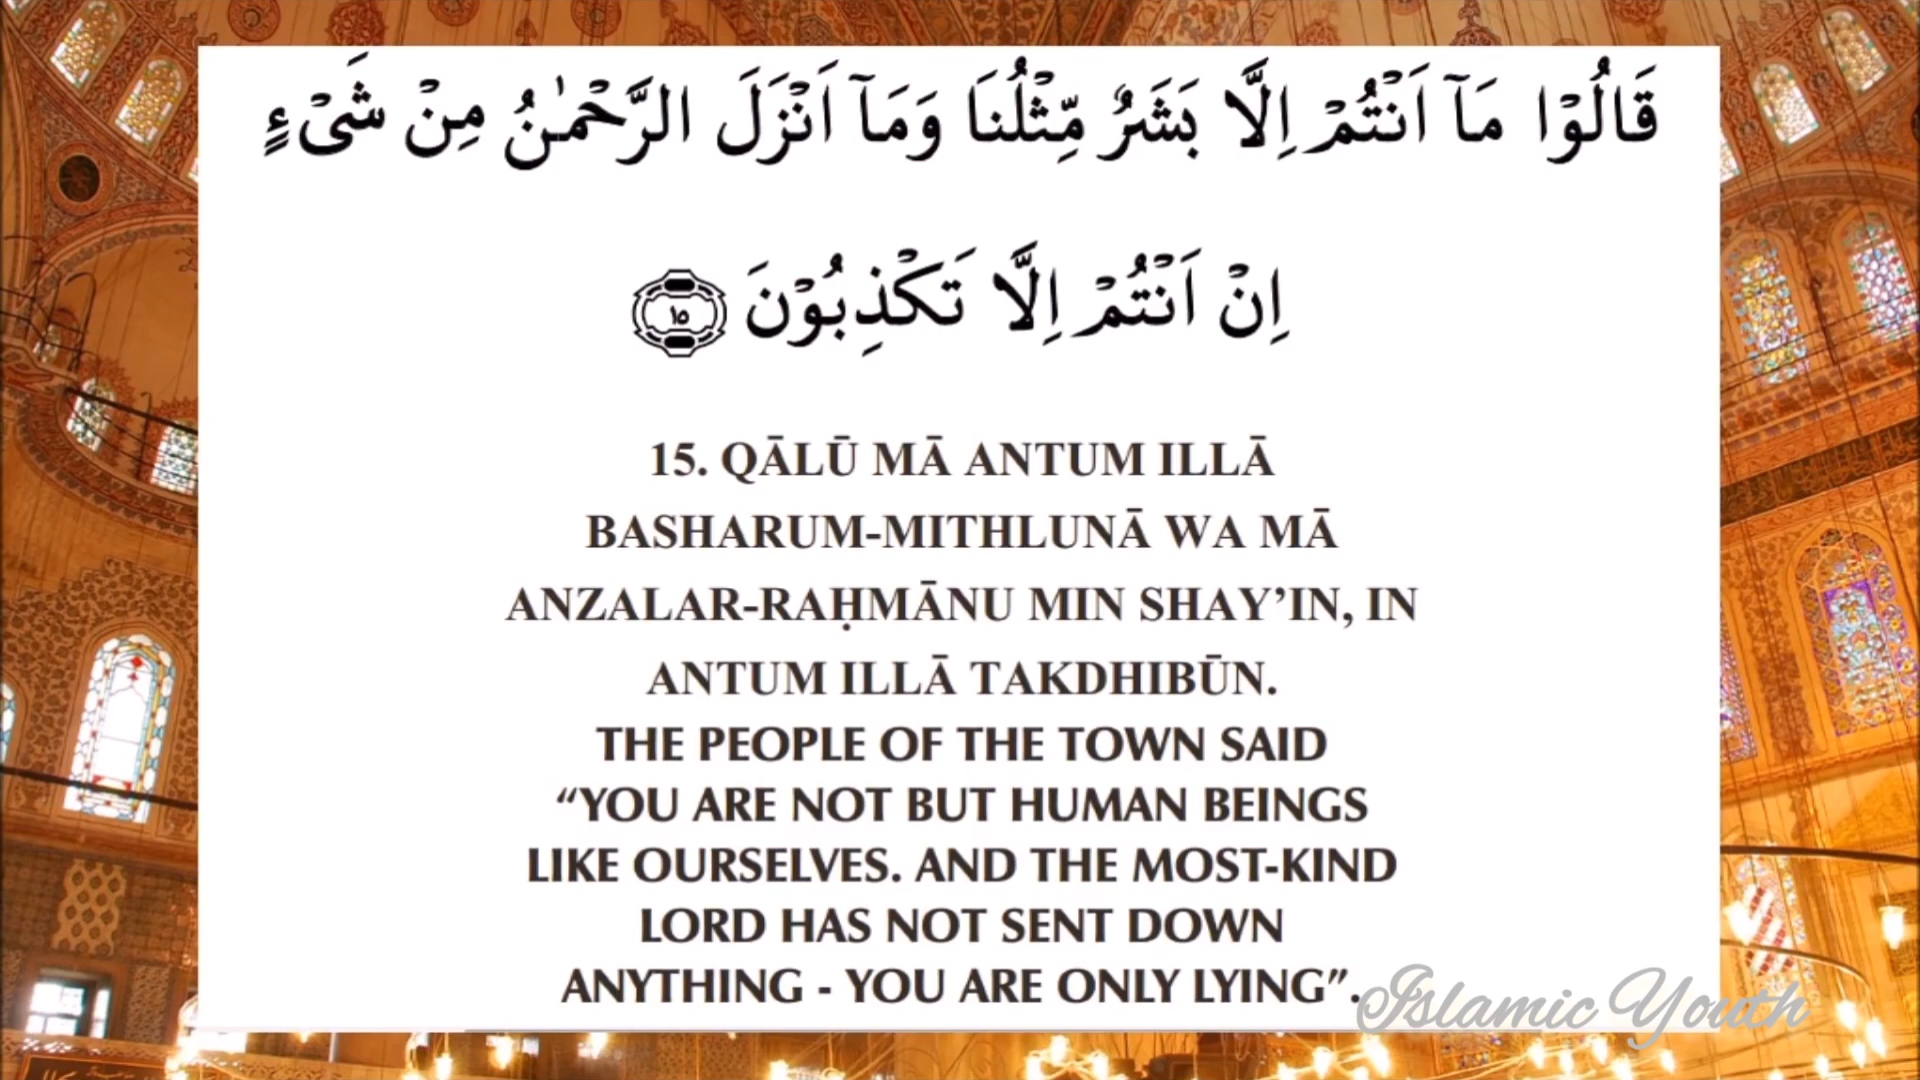 قَالُوْا مَآ اَنْتُمْ اِلَّا بَشَرٌ مِّثْلُنَا وَمَآ اَنْزَلَ الرَّحْمٰنُ مِنْ شَیْءٍ
اِنْ اَنْتُمْ اِلَّا تَكْذِبُوْنَ ١٥
15. QĀLŪ MĀ ANTUM ILLĀ
BASHARUM-MITHLUNĀ WA MĀ
ANZALAR-RAḤMĀNU MIN SHAY’IN, IN
ANTUM ILLĀ TAKDHIBŪN.
THE PEOPLE OF THE TOWN SAID
“YOU ARE NOT BUT HUMAN BEINGS
LIKE OURSELVES. AND THE MOST-KIND
LORD HAS NOT SENT DOWN
ANYTHING - YOU ARE ONLY LYING”.
Islamic Youth